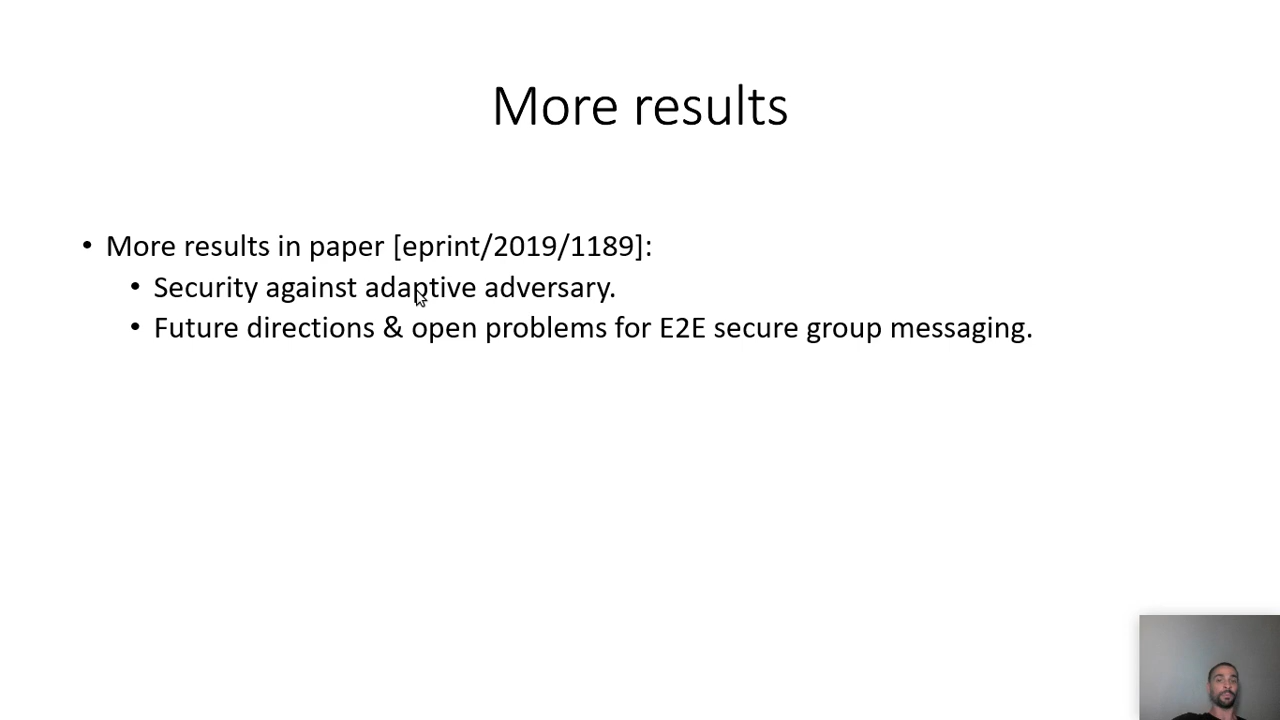 More results
• More results in paper [eprint/2019/1189]:
• Security against adaptive adversary.
• Future directions & open problems for E2E secure group messaging.